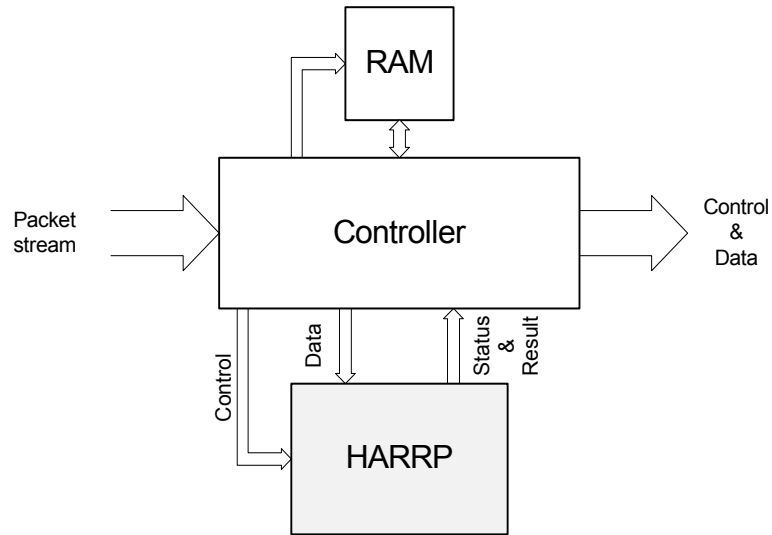 RAM
Packet
stream
Controller
Control
&
Data
Control
Data
Status
&
Result
HARRP